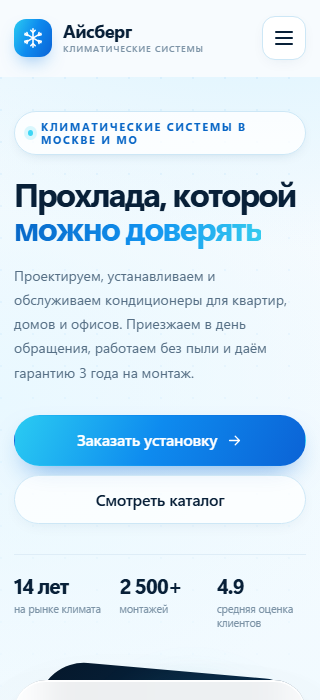 Айсберг
КЛИМАТИЧЕСКИЕ СИСТЕМЫ
КЛИМАТИЧЕСКИЕ СИСТЕМЫ В
МОСКВЕ И МО
Прохлада, которой
можно доверять
Проектируем, устанавливаем и
обслуживаем кондиционеры для квартир,
домов и офисов. Приезжаем в день
обращения, работаем без пыли и даём
гарантию 3 года на монтаж.
Заказать установку →
Смотреть каталог
14 лет
на рынке климата
2 500+
монтажей
4.9
средняя оценка
клиентов